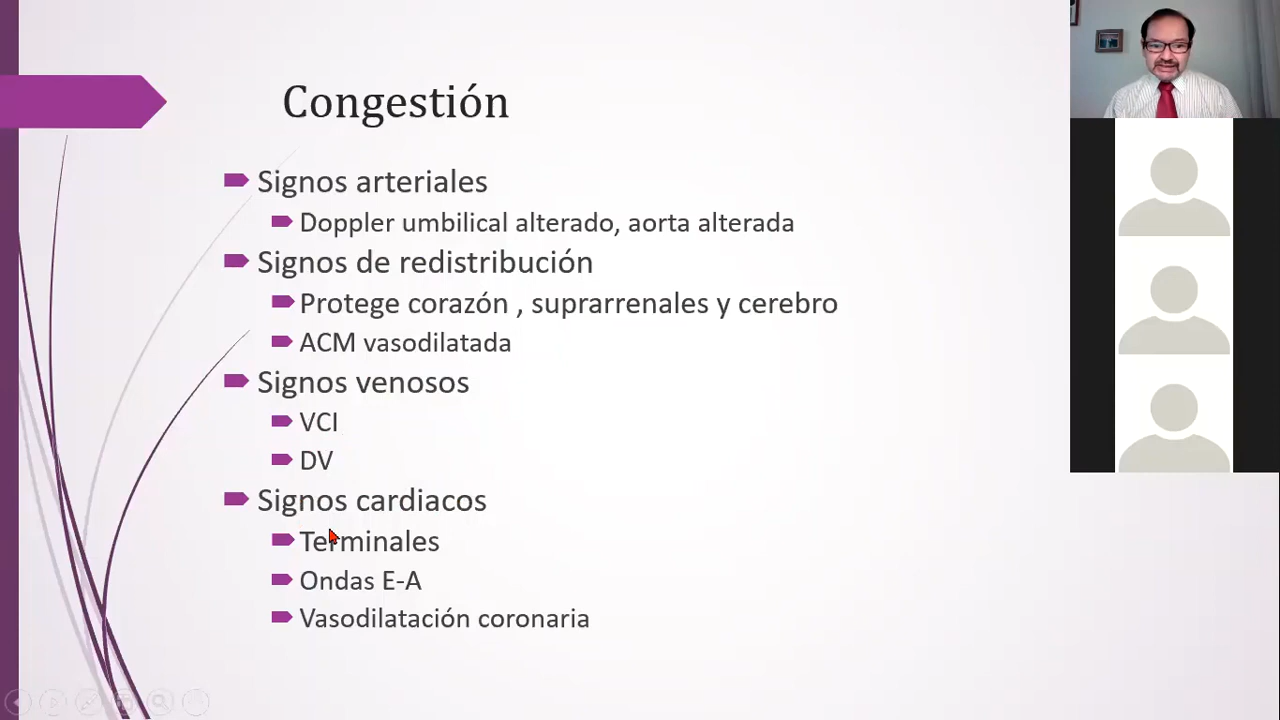 Congestión
Signos arteriales
Doppler umbilical alterado, aorta alterada
Signos de redistribución
Protege corazón , suprarrenales y cerebro
ACM vasodilatada
Signos venosos
VCI
DV
Signos cardiacos
Terminales
Ondas E-A
Vasodilatación coronaria